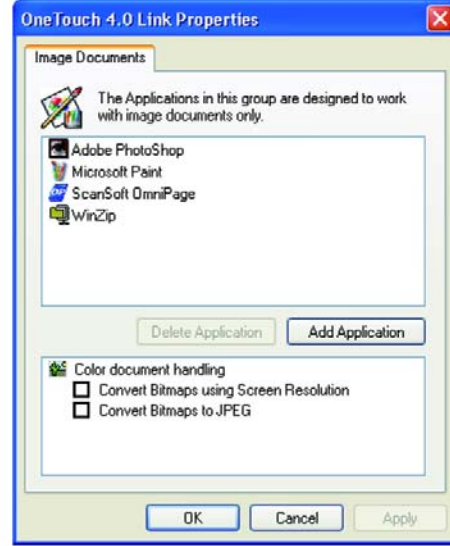 OneTouch 4.0 Link Properties
Image Documents
The Applications in this group are designed to work
with image documents only.
Adobe PhotoShop
Microsoft Paint
ScanSoft OmniPage
WinZip
Delete Application
Add Application
Color document handling
Convert Bitmaps using Screen Resolution
Convert Bitmaps to JPEG
OK
Cancel
Apply